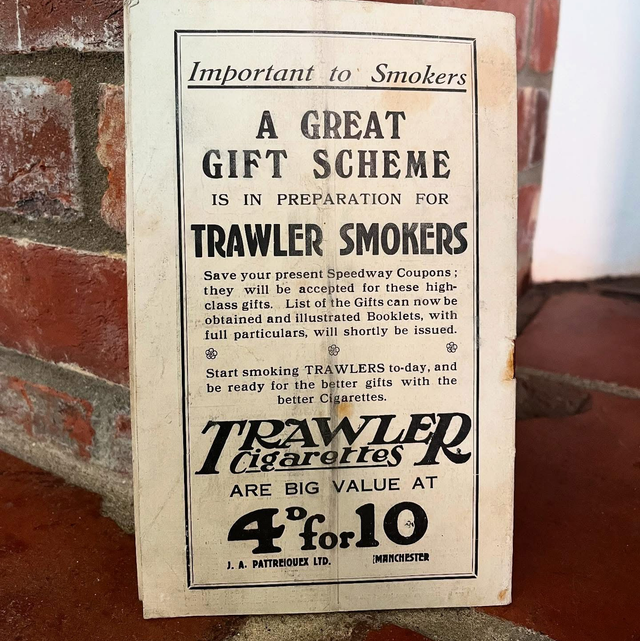 Important to Smokers
A GREAT
GIFT SCHEME
IS IN PREPARATION FOR
TRAWLER SMOKERS
Save your present Speedway Coupons;
they will be accepted for these high-
class gifts. List of the Gifts can now be
obtained and illustrated Booklets, with
full particulars, will shortly be issued.
Start smoking TRAWLERS to-day, and
be ready for the better gifts with the
better Cigarettes.
TRAWLER
Cigarettes
ARE BIG VALUE AT
4D for 10
J. A. PATTREIOUEX LTD. MANCHESTER